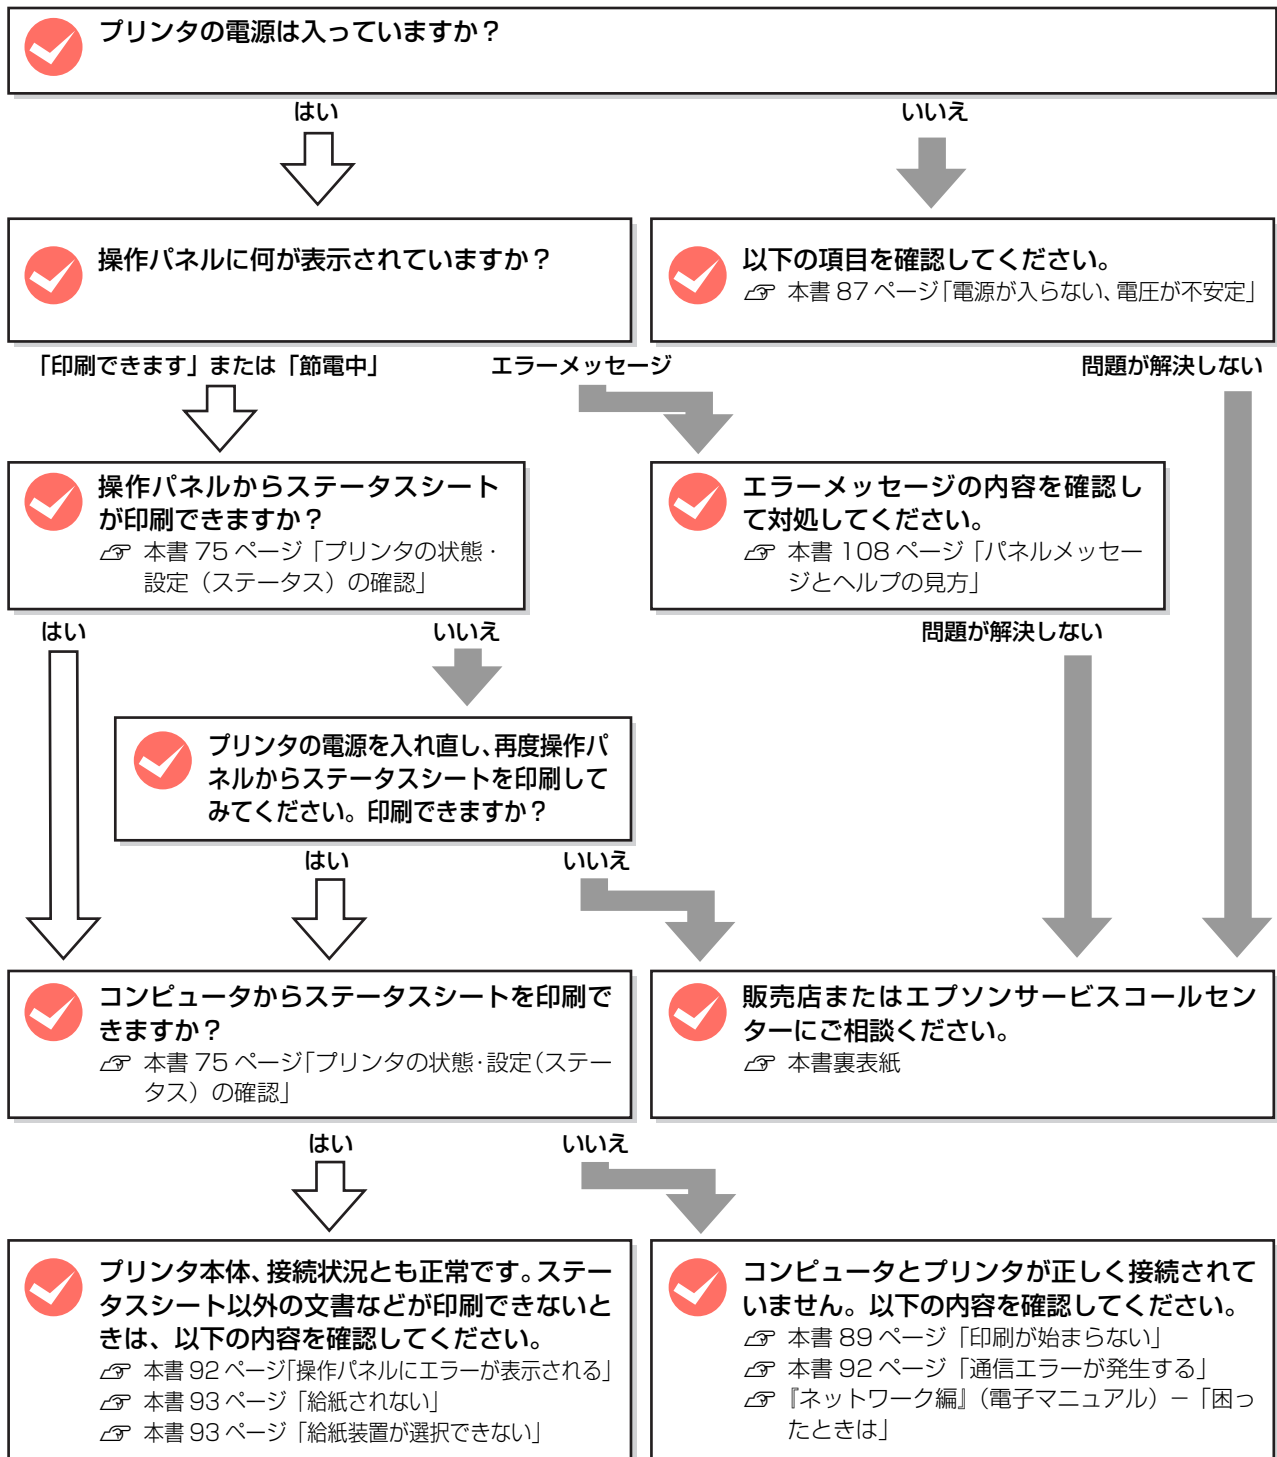 プリンタの電源は入っていますか？
はい
いいえ
操作パネルに何が表示されていますか？
以下の項目を確認してください。
本書 87 ページ「電源が入らない、電圧が不安定」
「印刷できます」または「節電中」
エラーメッセージ
問題が解決しない
操作パネルからステータスシート
が印刷できますか？
本書 75 ページ「プリンタの状態・
設定（ステータス）の確認」
エラーメッセージの内容を確認し
て対処してください。
本書 108 ページ「パネルメッセー
ジとヘルプの見方」
はい
いいえ
問題が解決しない
プリンタの電源を入れ直し、再度操作パ
ネルからステータスシートを印刷して
みてください。印刷できますか？
はい
いいえ
コンピュータからステータスシートを印刷で
きますか？
本書 75 ページ「プリンタの状態・設定（ステー
タス）の確認」
販売店またはエプソンサービスコールセン
ターにご相談ください。
本書裏表紙
はい
いいえ
プリンタ本体、接続状況とも正常です。ステー
タスシート以外の文書などが印刷できないと
きは、以下の内容を確認してください。
本書 92 ページ「操作パネルにエラーが表示される」
本書 93 ページ「給紙されない」
本書 93 ページ「給紙装置が選択できない」
コンピュータとプリンタが正しく接続されて
いません。以下の内容を確認してください。
本書 89 ページ「印刷が始まらない」
本書 92 ページ「通信エラーが発生する」
『ネットワーク編』（電子マニュアル）－「困っ
たときは」